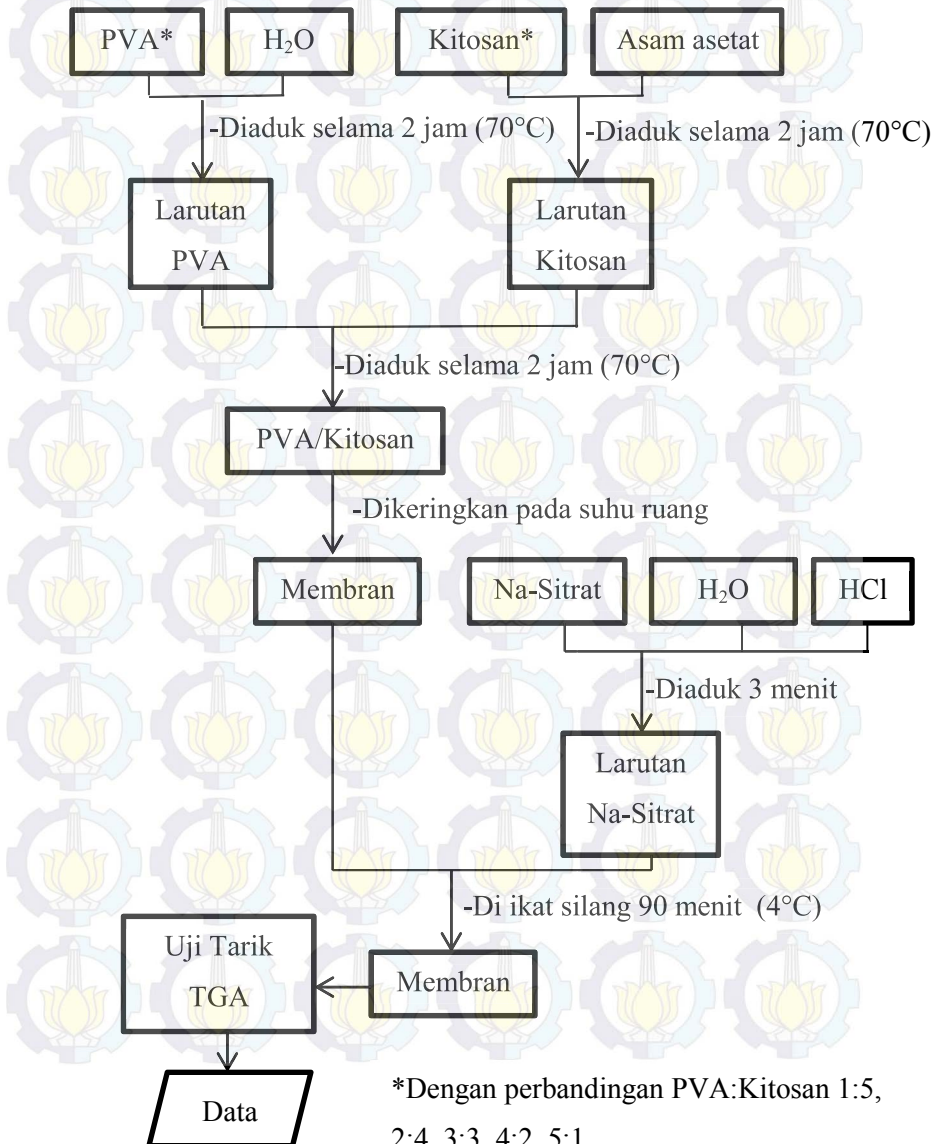 PVA*
H₂O
Kitosan*
Asam asetat
-Diaduk selama 2 jam (70°C)
-Diaduk selama 2 jam (70°C)
Larutan
PVA
Larutan
Kitosan
-Diaduk selama 2 jam (70°C)
PVA/Kitosan
-Dikeringkan pada suhu ruang
Membran
Na-Sitrat
H₂O
HCl
-Diaduk 3 menit
Larutan
Na-Sitrat
-Di ikat silang 90 menit (4°C)
Uji Tarik
TGA
Membran
Data
*Dengan perbandingan PVA:Kitosan 1:5,
2:4, 3:3, 4:2, 5:1